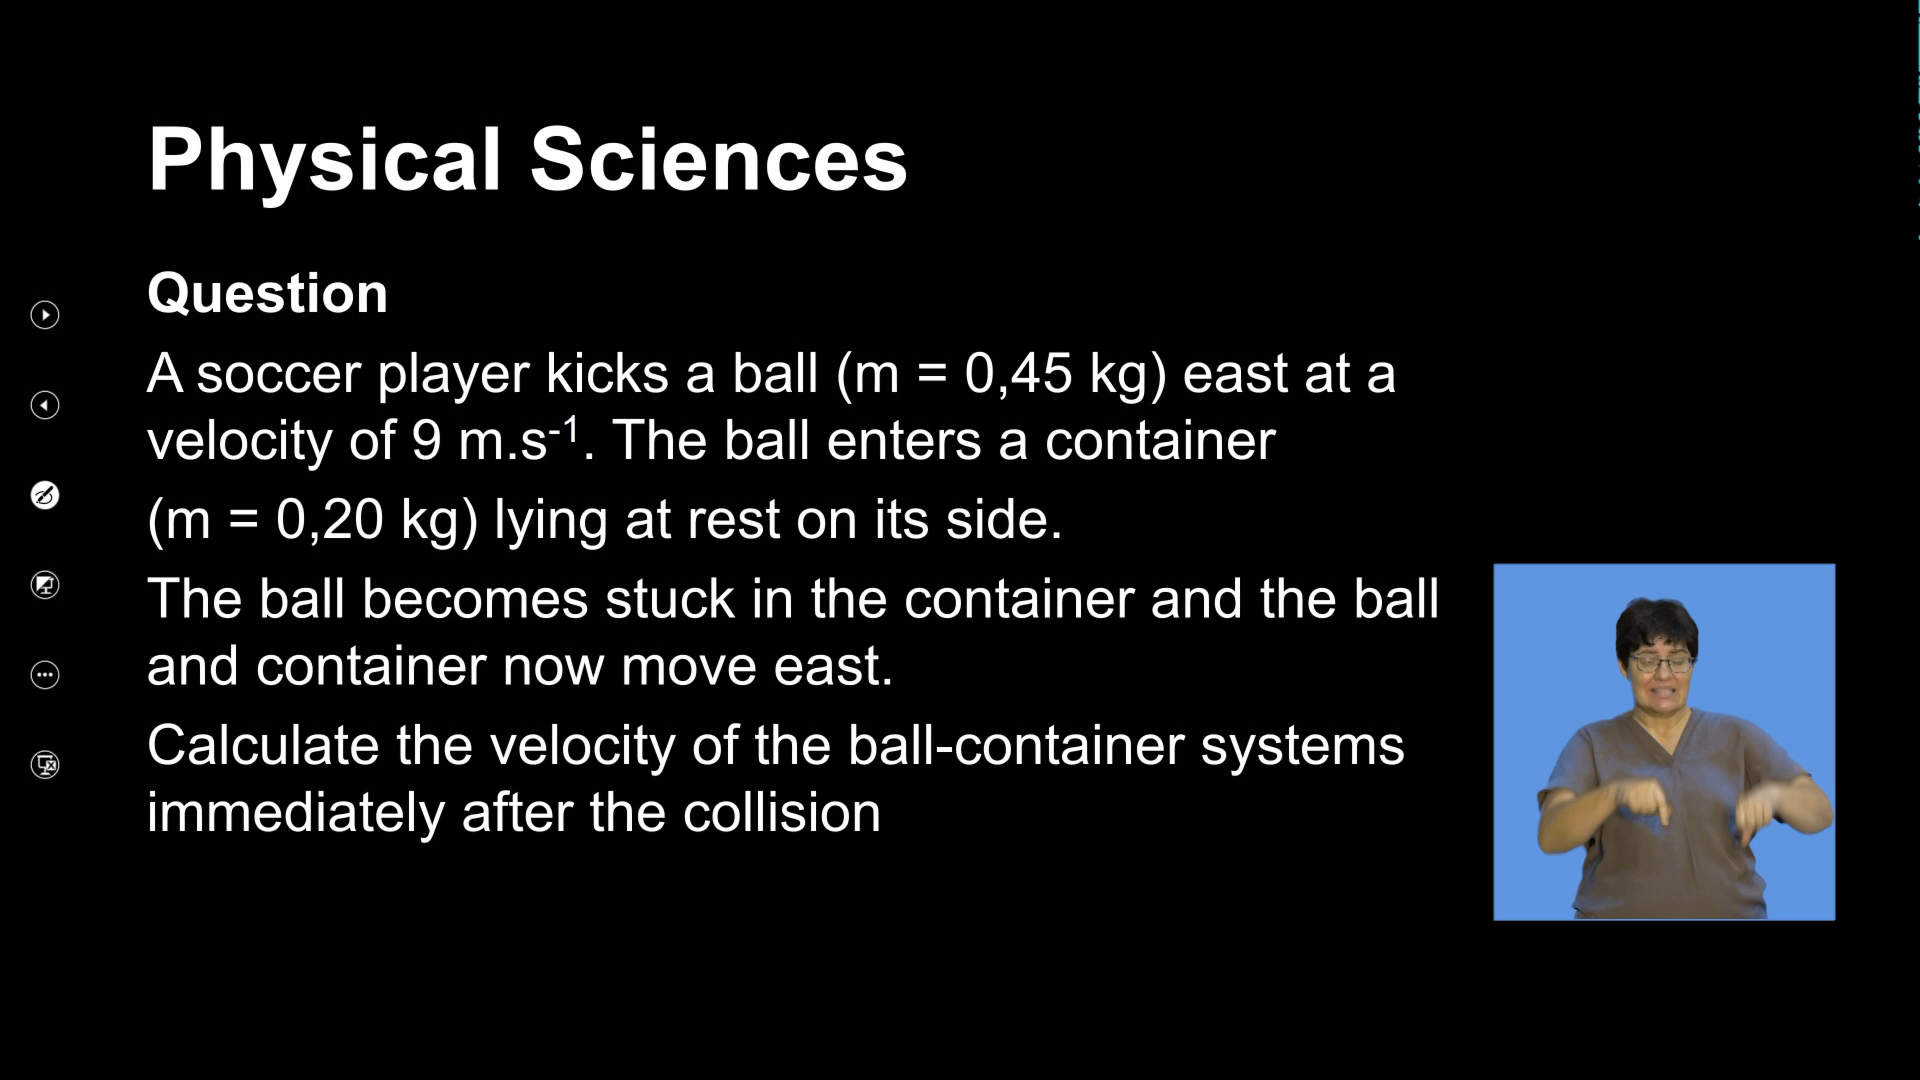 Physical Sciences
Question
A soccer player kicks a ball (m = 0,45 kg) east at a
velocity of 9 m.s⁻¹. The ball enters a container
(m = 0,20 kg) lying at rest on its side.
The ball becomes stuck in the container and the ball
and container now move east.
Calculate the velocity of the ball-container systems
immediately after the collision